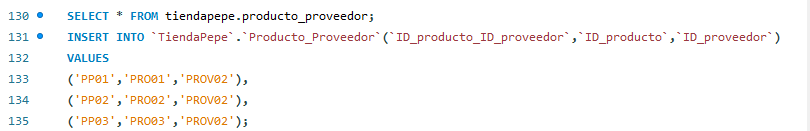 130 SELECT * FROM tiendapepe.producto_proveedor;
131 INSERT INTO `TiendaPepe`.`Producto_Proveedor`(`ID_producto_ID_proveedor`,`ID_producto`,`ID_proveedor`)
132 VALUES
133 ('PP01','PRO01','PROV02'),
134 ('PP02','PRO02','PROV02'),
135 ('PP03','PRO03','PROV02');